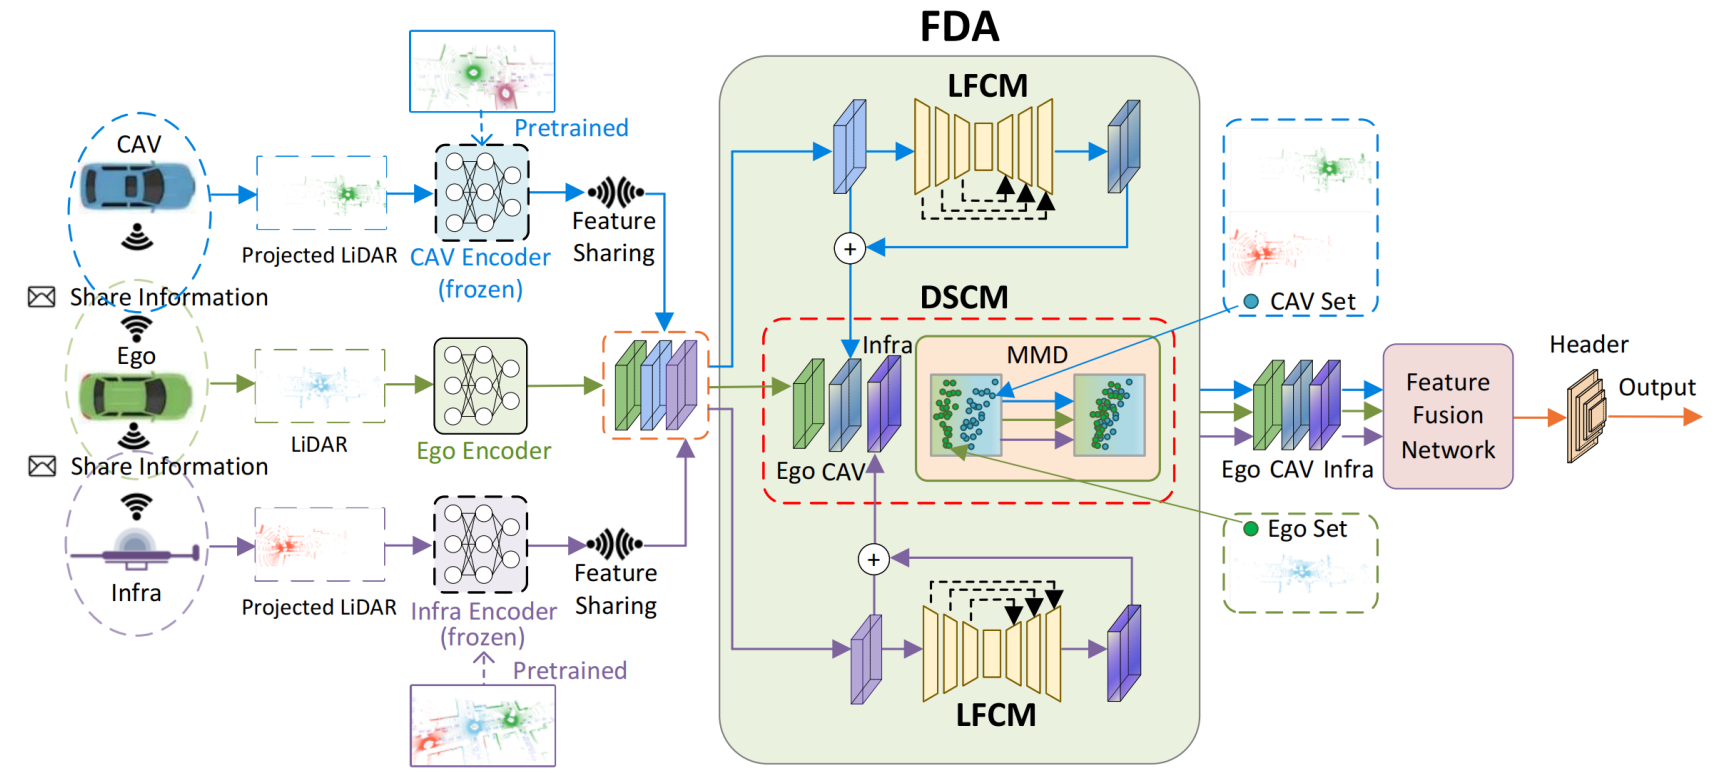 FDA
LFCM
Pretrained
CAV
Projected LiDAR
CAV Encoder
(frozen)
Feature
Sharing
+
CAV Set
Share Information
Ego
LiDAR
Ego Encoder
DSCM
Infra
MMD
Ego CAV
Ego CAV Infra
Feature
Fusion
Network
Header
Output
Share Information
Ego Set
Infra
Projected LiDAR
Infra Encoder
(frozen)
Feature
Sharing
+
Pretrained
LFCM